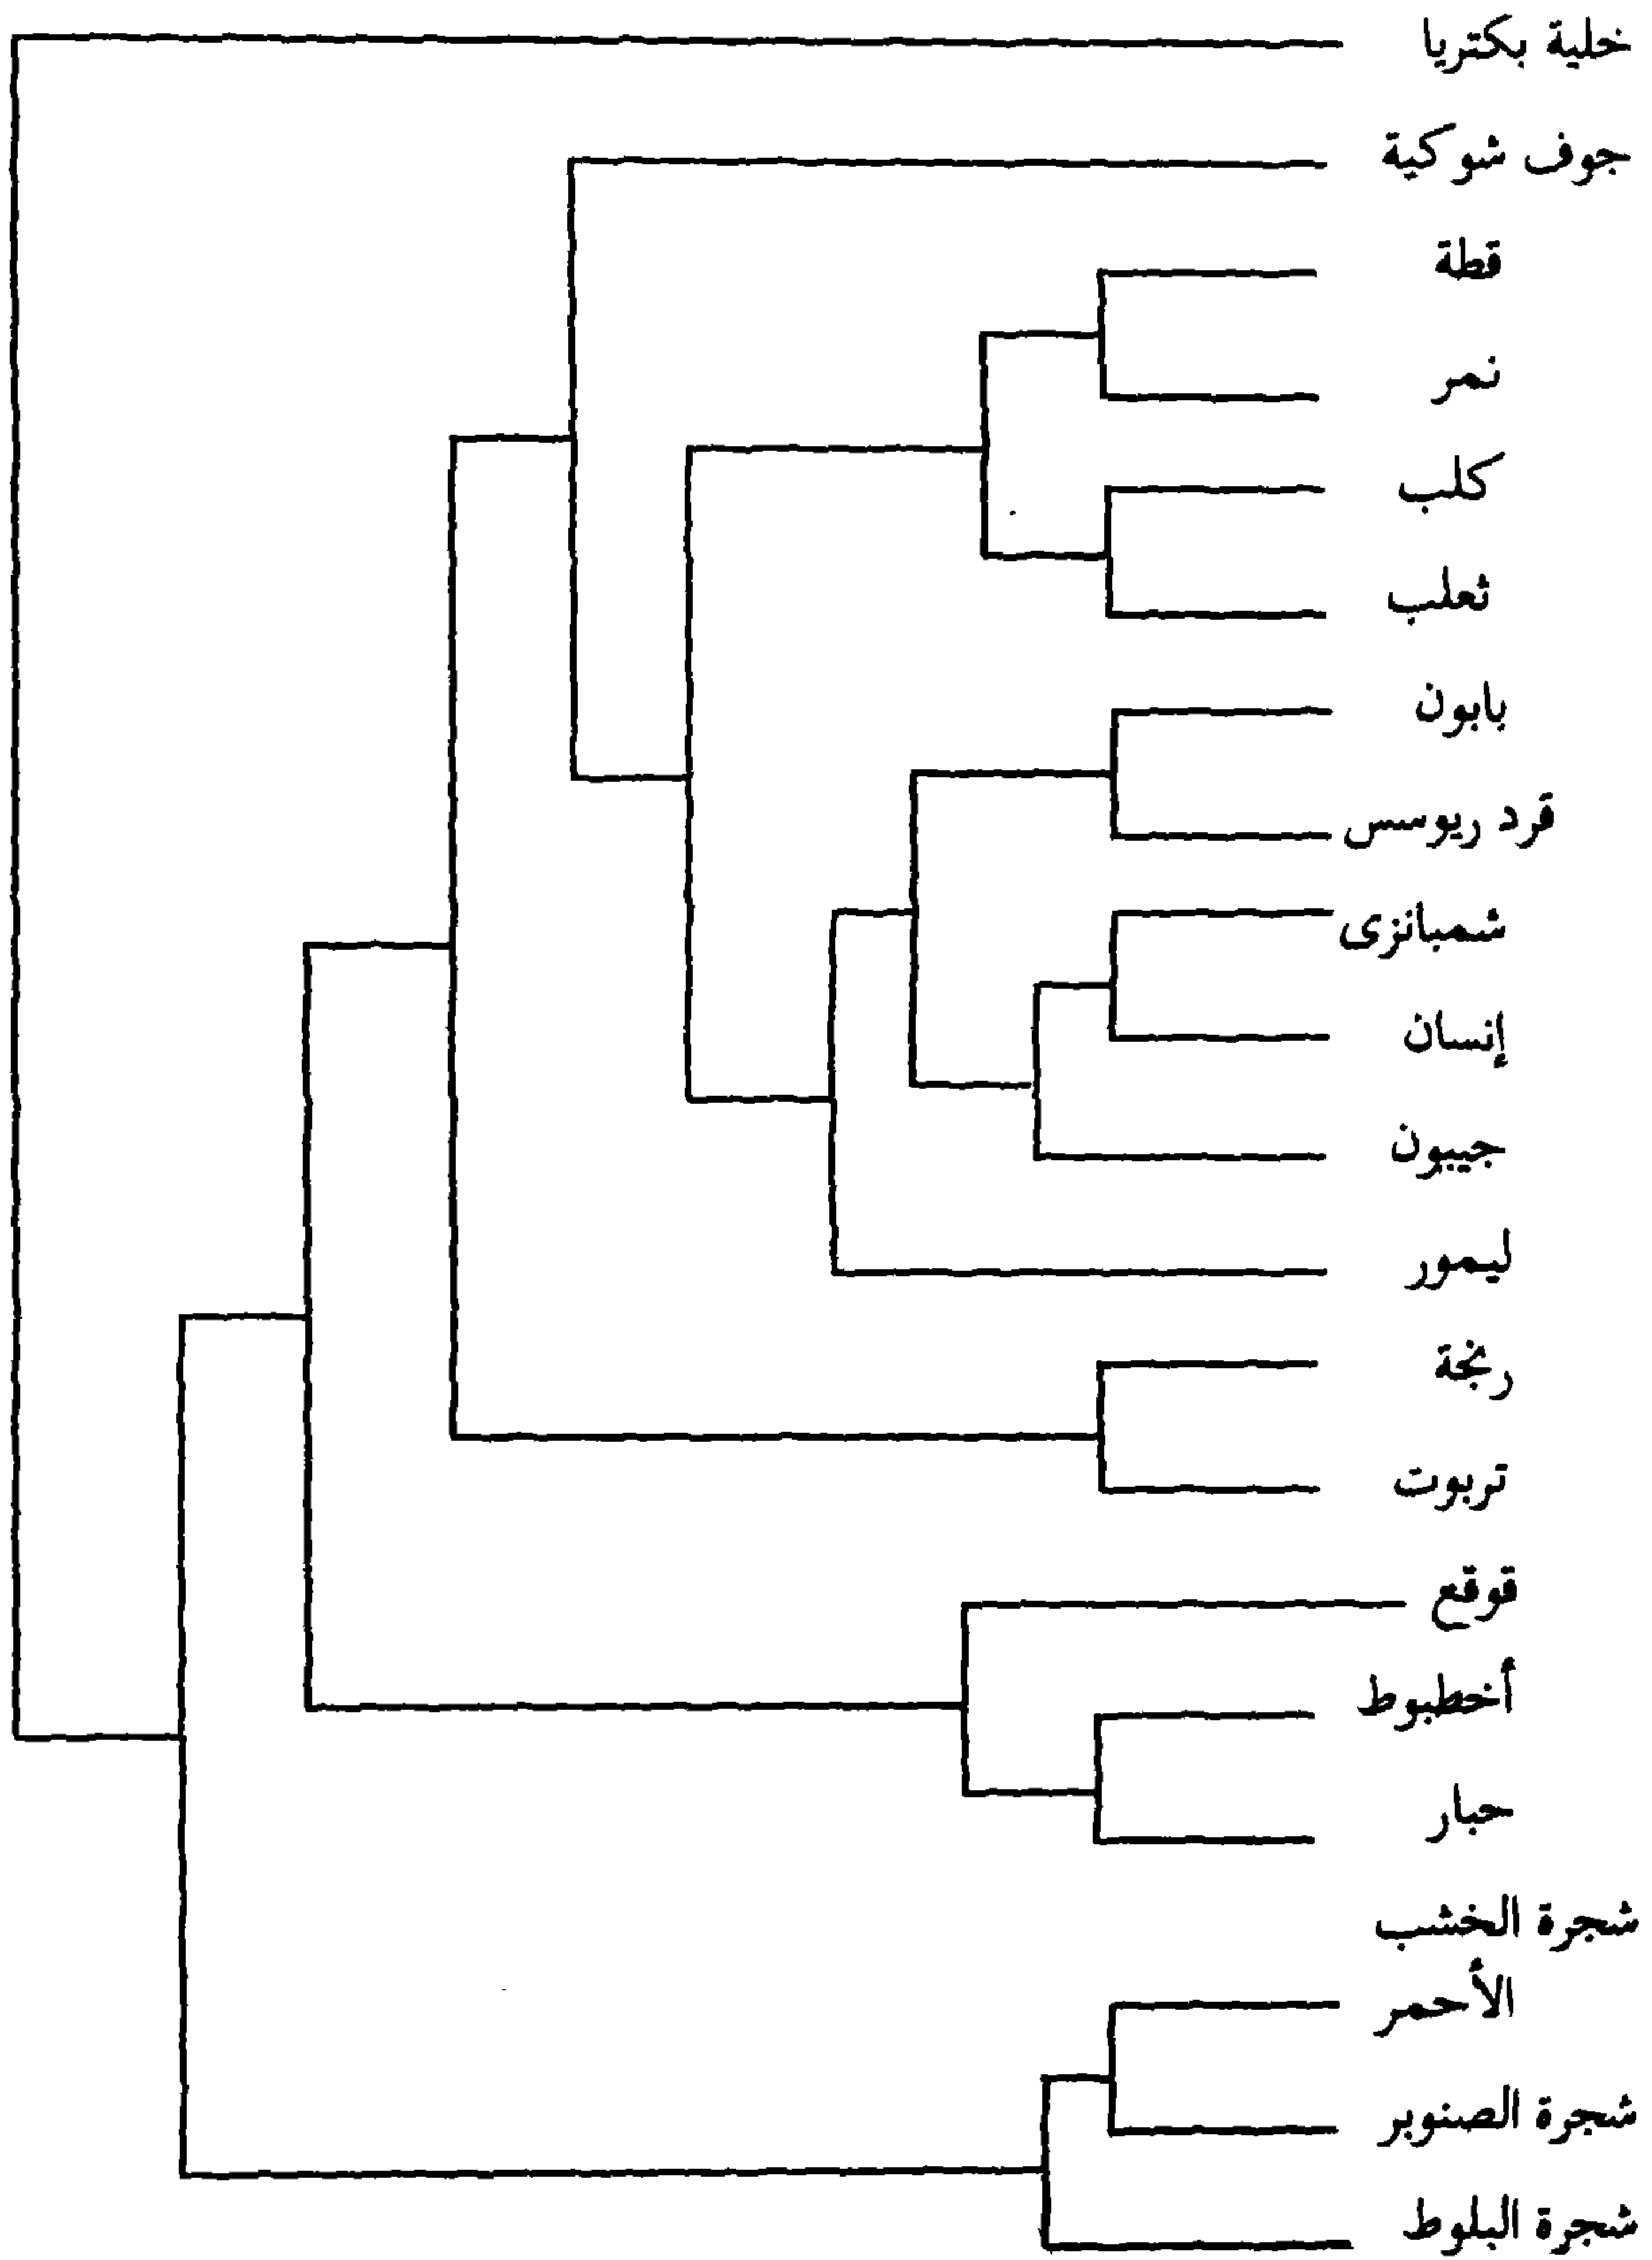 خلية بكتريا
جوف شوكية
قطة
نمر
كلب
ثعلب
بابون
قرد ريوسس
شمبانزى
إنسان
جيبون
ليمور
رنجة
تربوت
قوقع
أخطبوط
حبار
شجرة الخشب
الأحمر
شجرة الصنوبر
شجرة البلوط